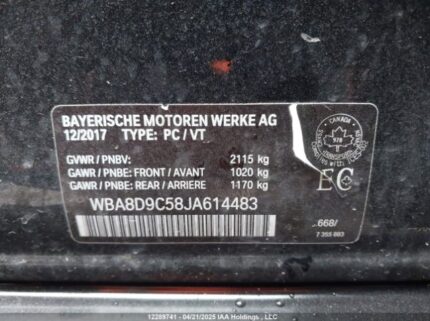 BAYERISCHE MOTOREN WERKE AG
12/2017 TYPE: PC/VT
GVWR / PNBV: 2115 kg
GAWR / PNBE: FRONT / AVANT 1020 kg
GAWR / PNBE: REAR / ARRIERE 1170 kg
WBA8D9C58JA614483
CANADA
978
EC
.668/
7 355 883
12289741 - 04/21/2025 IAA Holdings, LLC